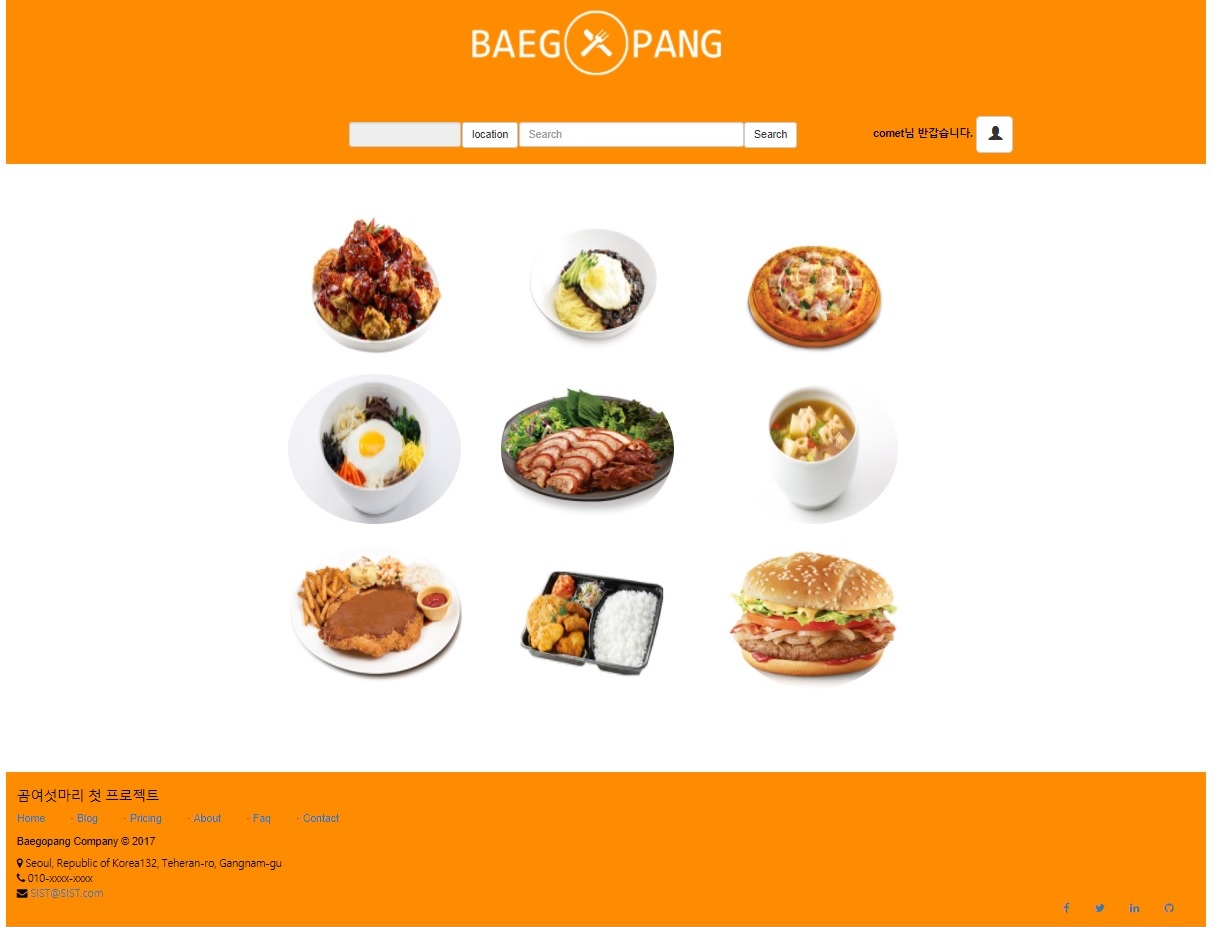 BAEG PANG
location Search Search comet님 반갑습니다.
곰여섯마리 첫 프로젝트
Home · Blog · Pricing · About · Faq · Contact
Baegopang Company © 2017
Seoul, Republic of Korea132, Teheran-ro, Gangnam-gu
010-xxxx-xxxx
SIST@SIST.com